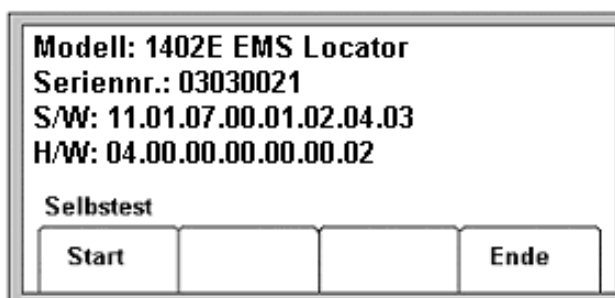 Modell: 1402E EMS Locator
Seriennr.: 03030021
S/W: 11.01.07.00.01.02.04.03
H/W: 04.00.00.00.00.00.02
Selbstest
Start Ende